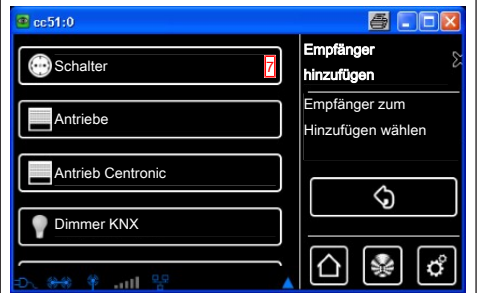 cc51:0
Schalter
7
Antriebe
Antrieb Centronic
Dimmer KNX
Empfänger
hinzufügen
Empfänger zum
Hinzufügen wählen